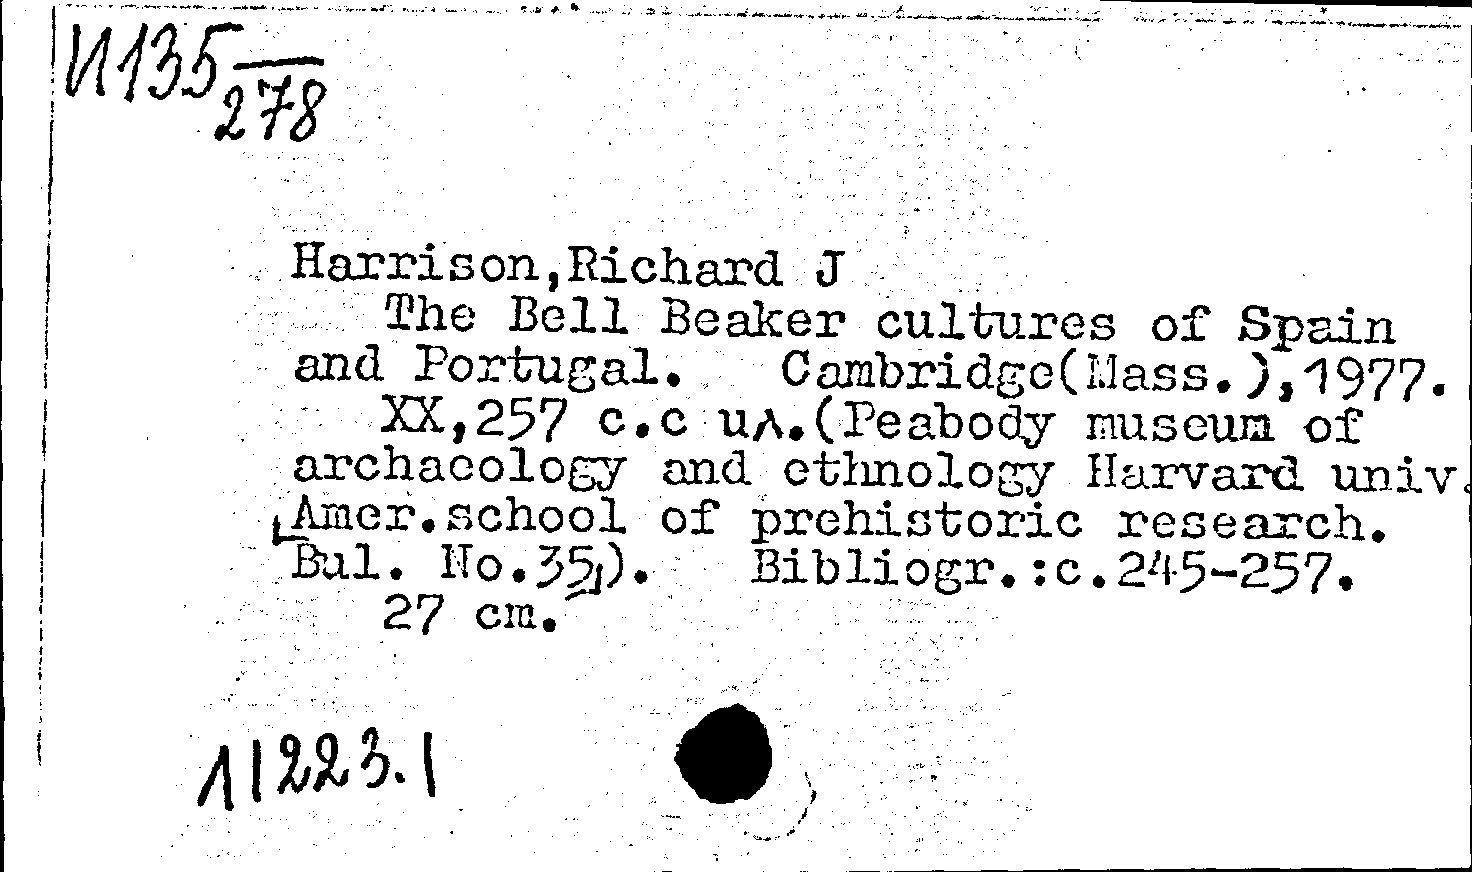 И135
278
Harrison,Richard J
The Bell Beaker cultures of Spain
and Portugal. Cambridge(Mass.),1977.
XX,257 c.c ил.(Peabody museum of
archaeology and ethnology Harvard univ.
Amer.school of prehistoric research.
Bul. No.35). Bibliogr.:c.245-257.
27 cm.
11223.1